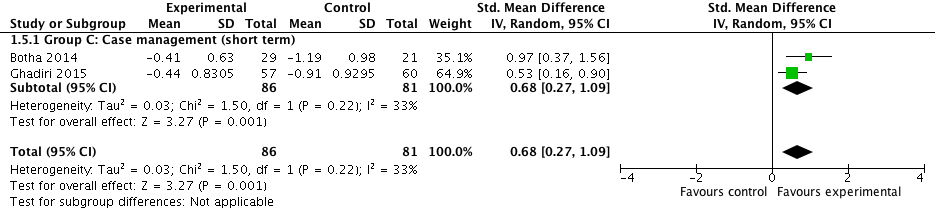 Experimental Control Std. Mean Difference Std. Mean Difference
Study or Subgroup Mean SD Total Mean SD Total Weight IV, Random, 95% CI IV, Random, 95% CI
1.5.1 Group C: Case management (short term)
Botha 2014 −0.41 0.63 29 −1.19 0.98 21 35.1% 0.97 [0.37, 1.56]
Ghadiri 2015 −0.44 0.8305 57 −0.91 0.9295 60 64.9% 0.53 [0.16, 0.90]
Subtotal (95% CI) 86 81 100.0% 0.68 [0.27, 1.09]
Heterogeneity: Tau² = 0.03; Chi² = 1.50, df = 1 (P = 0.22); I² = 33%
Test for overall effect: Z = 3.27 (P = 0.001)
Total (95% CI) 86 81 100.0% 0.68 [0.27, 1.09]
Heterogeneity: Tau² = 0.03; Chi² = 1.50, df = 1 (P = 0.22); I² = 33%
Test for overall effect: Z = 3.27 (P = 0.001)
Test for subgroup differences: Not applicable
−4 −2 0 2 4
Favours control Favours experimental